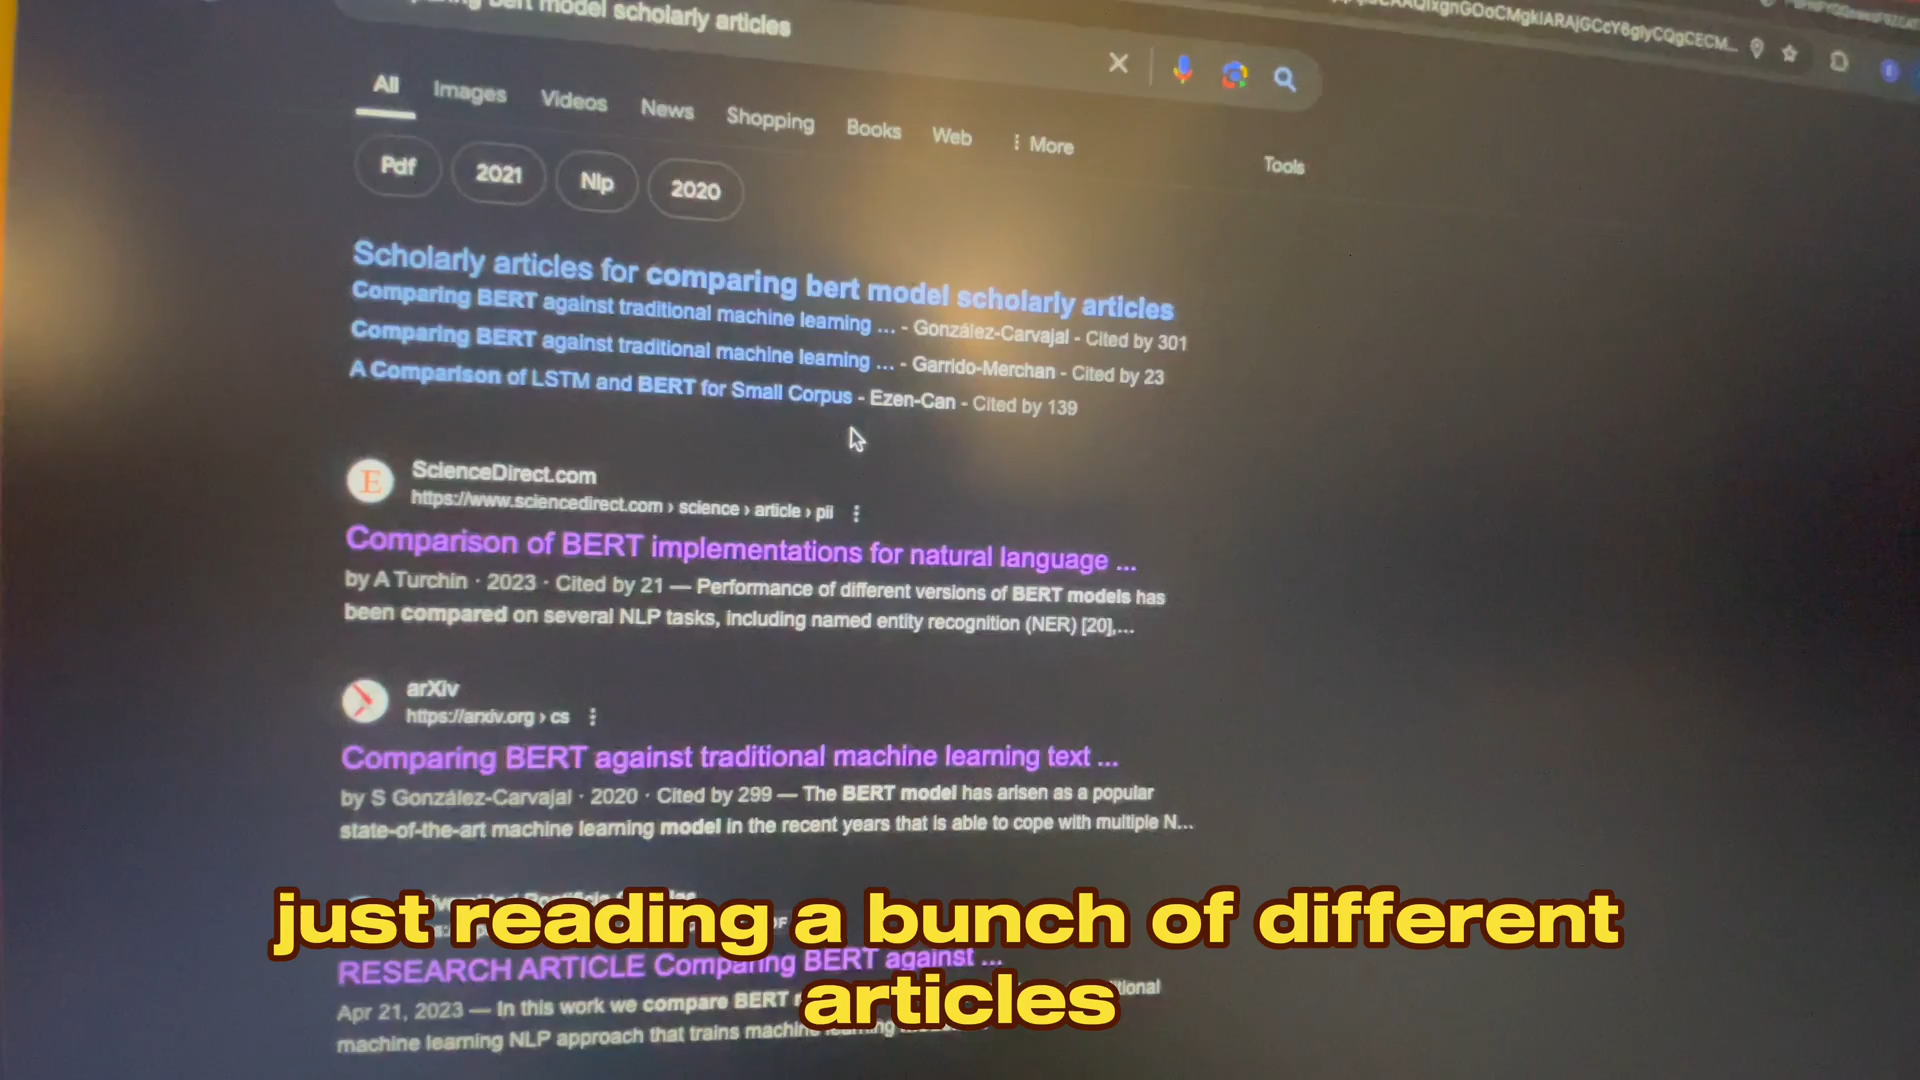 bert model scholarly articles
All Images Videos News Shopping Books Web More Tools
Pdf 2021 Nlp 2020
Scholarly articles for comparing bert model scholarly articles
Comparing BERT against traditional machine learning ... - González-Carvajal - Cited by 301
Comparing BERT against traditional machine learning ... - Garrido-Merchan - Cited by 23
A Comparison of LSTM and BERT for Small Corpus - Ezen-Can - Cited by 139
E
ScienceDirect.com
https://www.sciencedirect.com › science › article › pii
Comparison of BERT implementations for natural language ...
by A Turchin · 2023 · Cited by 21 — Performance of different versions of BERT models has
been compared on several NLP tasks, including named entity recognition (NER) [20],...
arXiv
https://arxiv.org › cs
Comparing BERT against traditional machine learning text ...
by S González-Carvajal · 2020 · Cited by 299 — The BERT model has arisen as a popular
state-of-the-art machine learning model in the recent years that is able to cope with multiple N...
just reading a bunch of different
articles
RESEARCH ARTICLE Comparing BERT against ...
Apr 21, 2023 — In this work we compare BERT
machine learning NLP approach that trains